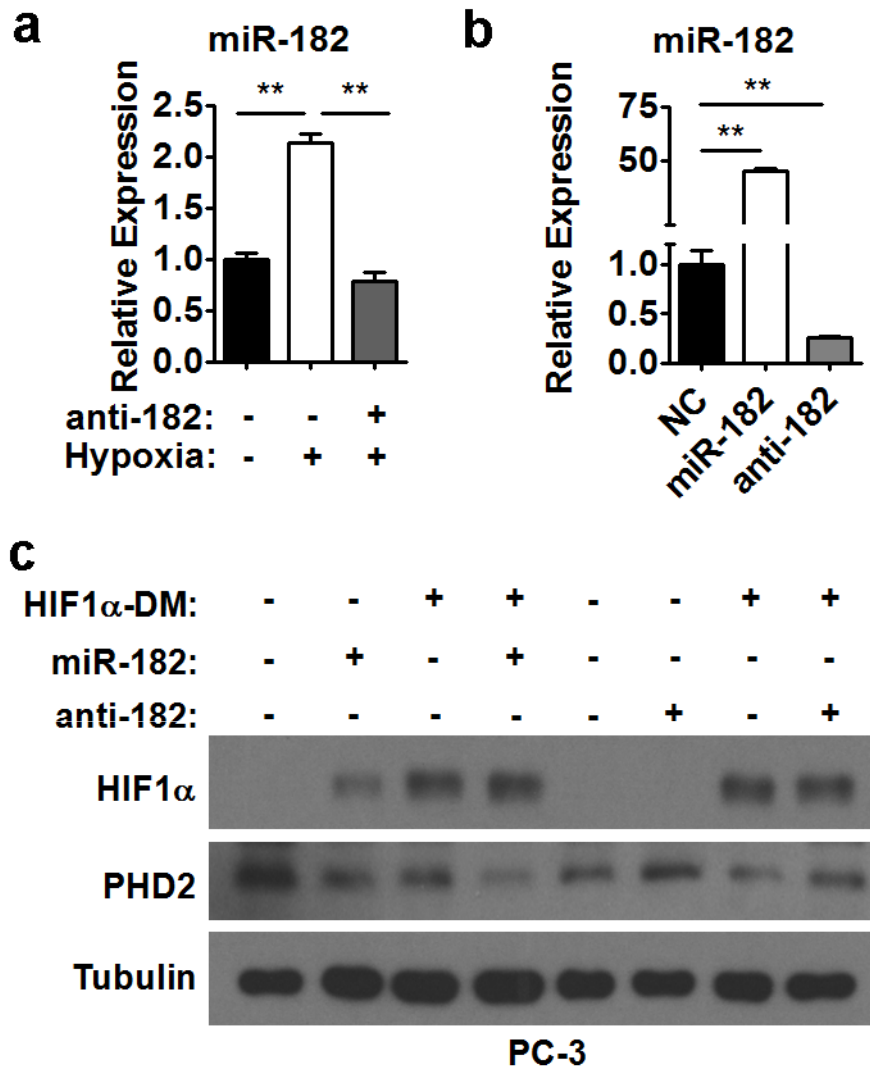 a
miR-182
Relative Expression
2.5
2.0
1.5
1.0
0.5
0.0
** **
anti-182: - - +
Hypoxia: - + +
b
miR-182
Relative Expression
75
50
1.0
0.5
0.0
**
**
NC
miR-182
anti-182
c
HIF1α-DM: - - + + - - + +
miR-182: - + - + - - - -
anti-182: - - - - - + - +
HIF1α
PHD2
Tubulin
PC-3